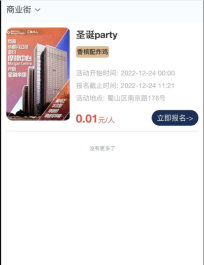 商业街
圣诞party
香槟配炸鸡
活动开始时间: 2022-12-24 00:00
报名截止时间: 2022-12-24 11:21
活动地点: 蜀山区南京路178号
0.01元/人
立即报名->
没有更多了